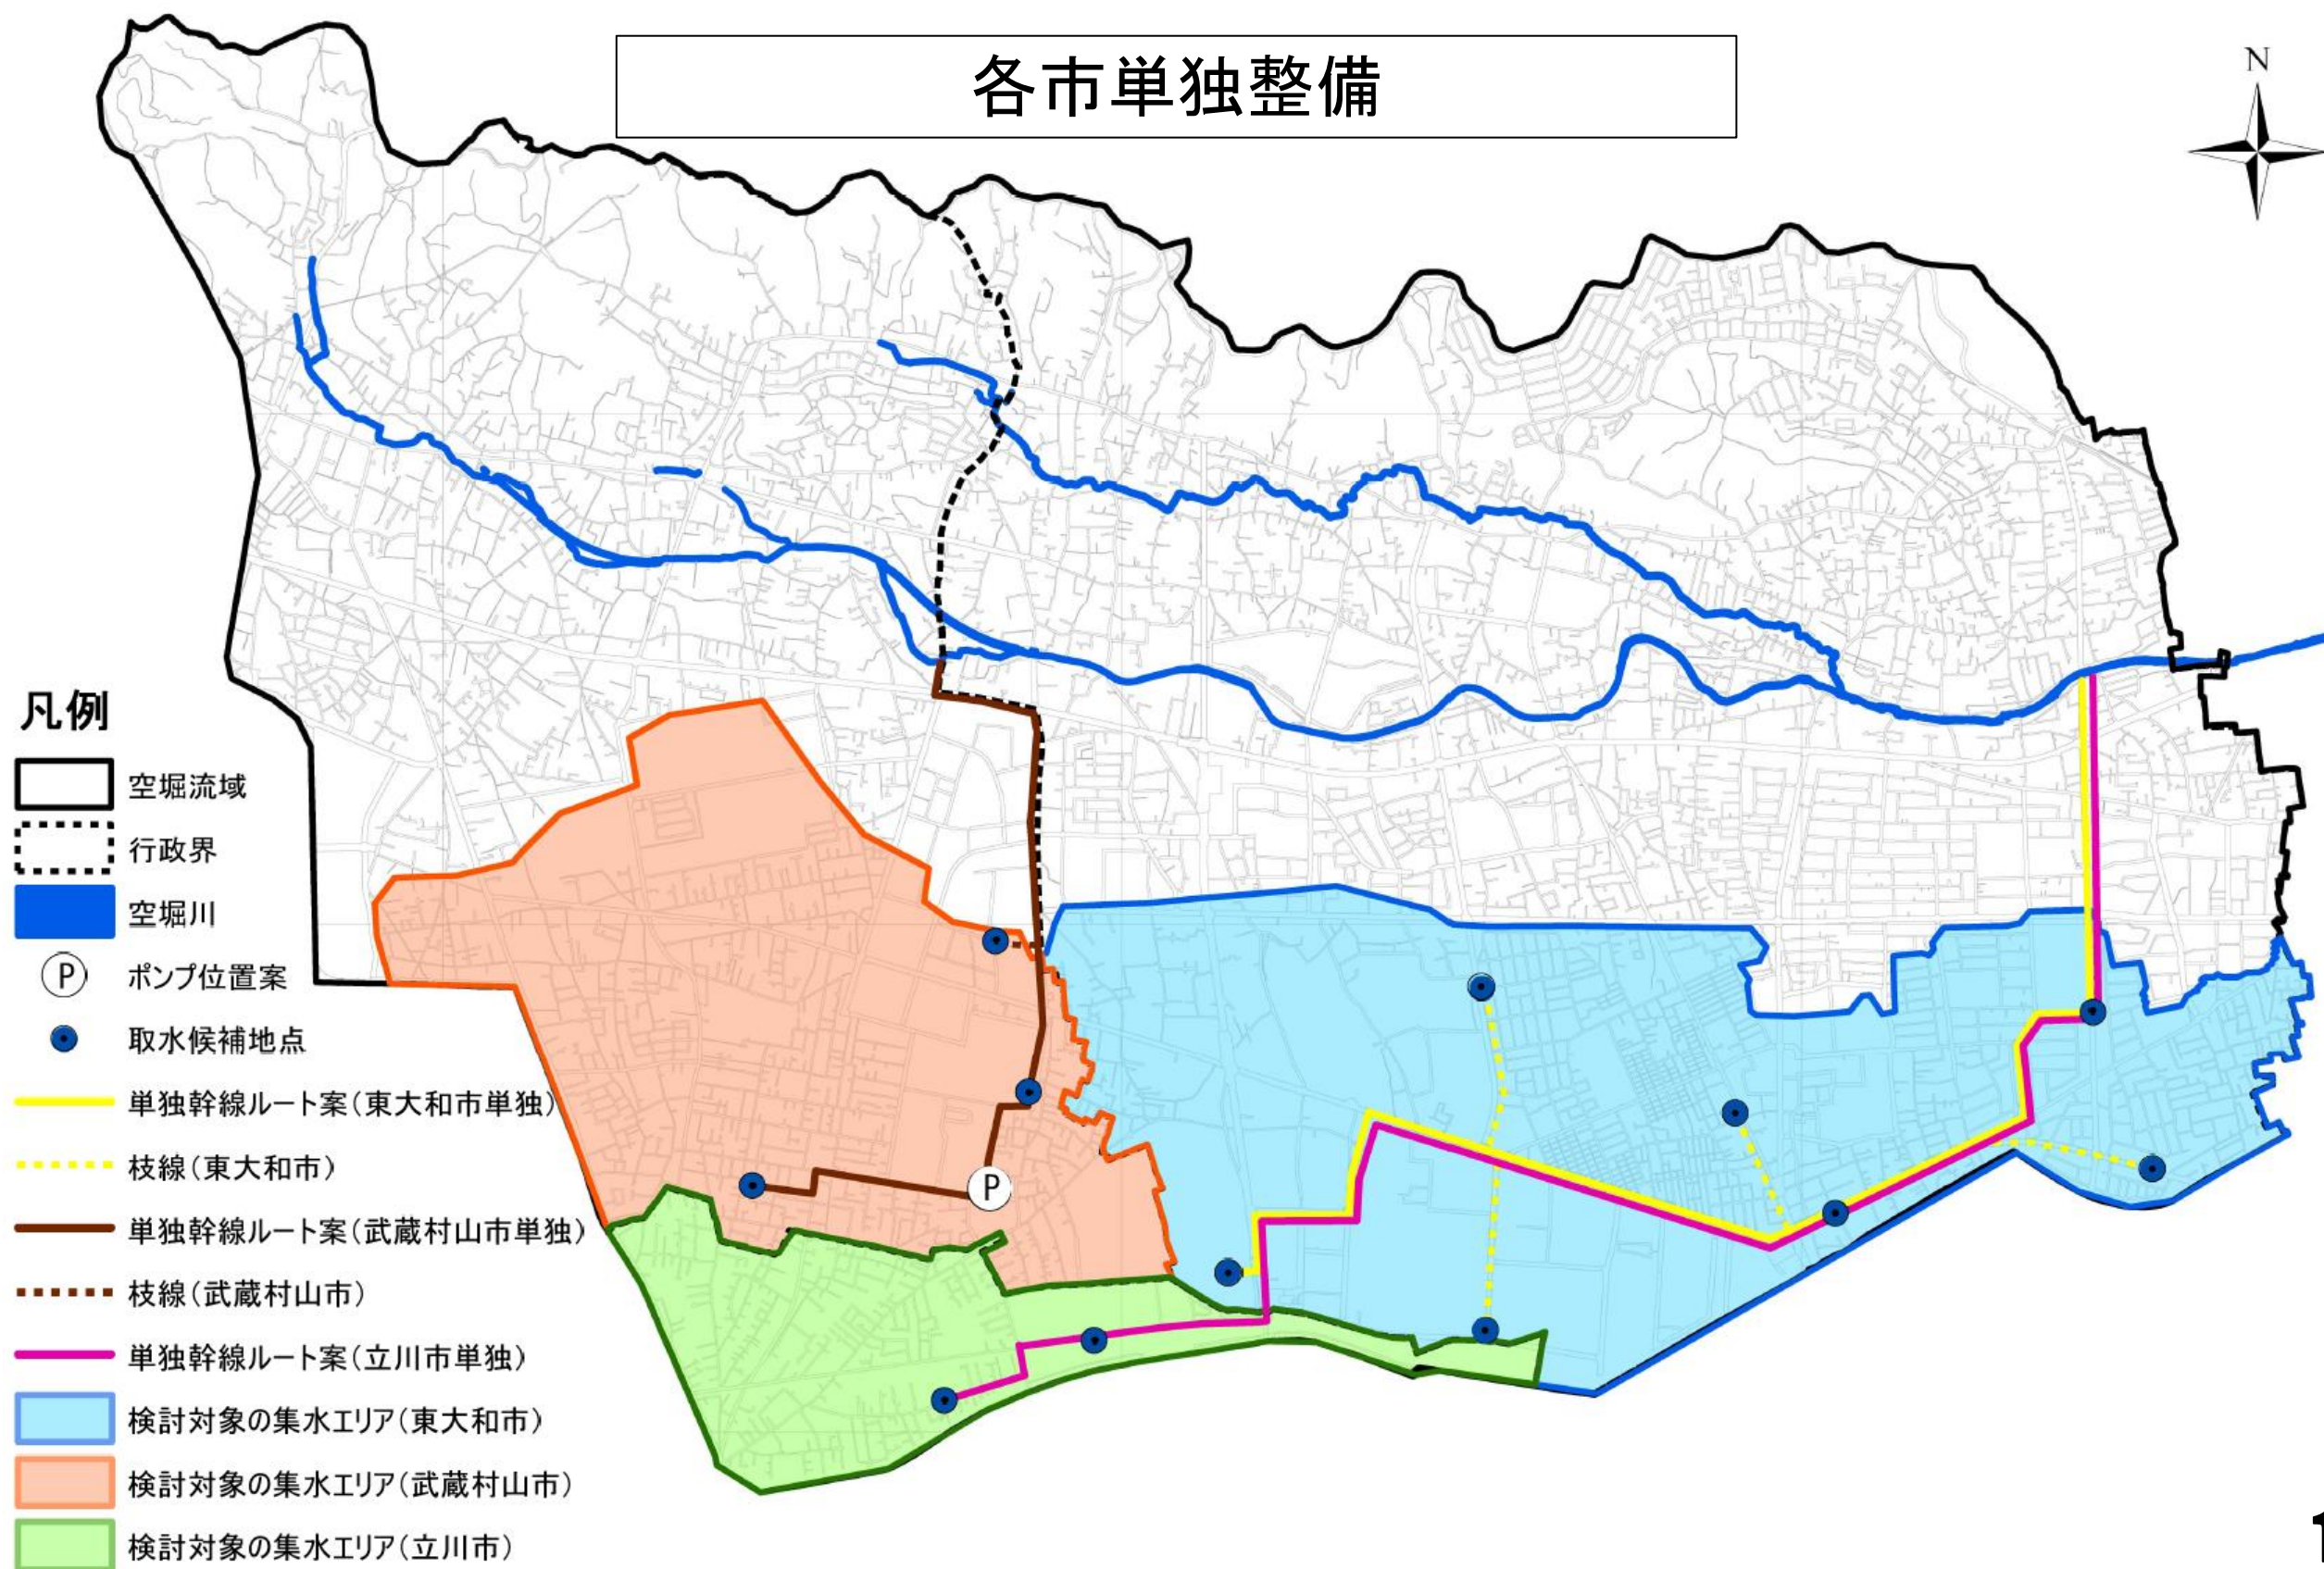 各市単独整備
N
凡例
空堀流域
行政界
空堀川
P ポンプ位置案
取水候補地点
単独幹線ルート案(東大和市単独)
枝線(東大和市)
単独幹線ルート案(武蔵村山市単独)
枝線(武蔵村山市)
単独幹線ルート案(立川市単独)
検討対象の集水エリア(東大和市)
検討対象の集水エリア(武蔵村山市)
検討対象の集水エリア(立川市)
P